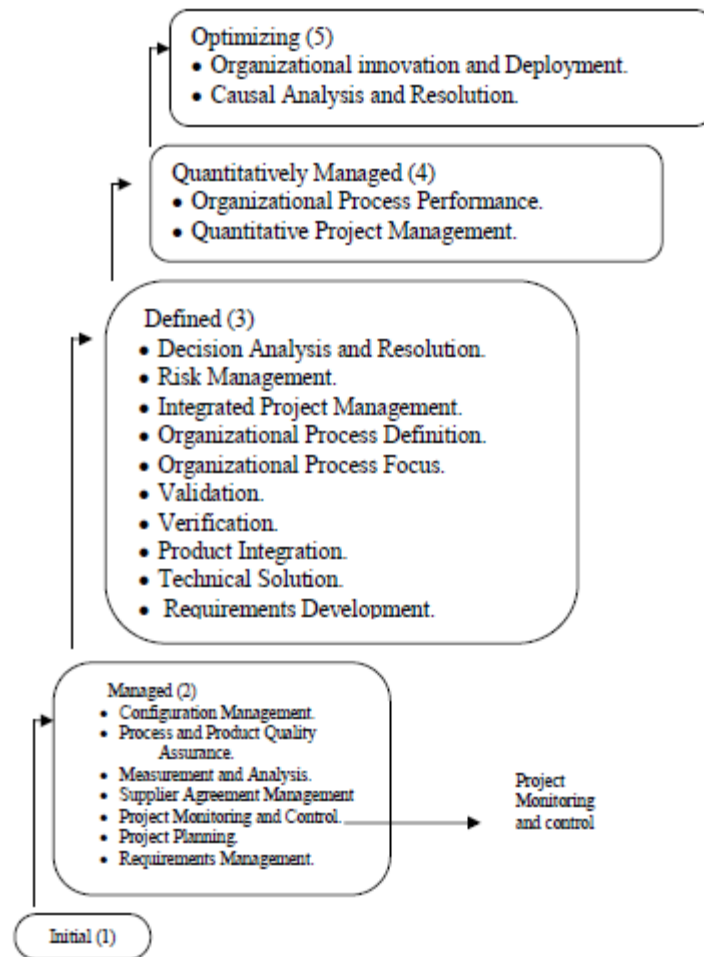 Optimizing (5)
• Organizational innovation and Deployment.
• Causal Analysis and Resolution.
Quantitatively Managed (4)
• Organizational Process Performance.
• Quantitative Project Management.
Defined (3)
• Decision Analysis and Resolution.
• Risk Management.
• Integrated Project Management.
• Organizational Process Definition.
• Organizational Process Focus.
• Validation.
• Verification.
• Product Integration.
• Technical Solution.
• Requirements Development.
Managed (2)
• Configuration Management.
• Process and Product Quality
Assurance.
• Measurement and Analysis.
• Supplier Agreement Management
• Project Monitoring and Control.
• Project Planning.
• Requirements Management.
Project
Monitoring
and control
Initial (1)